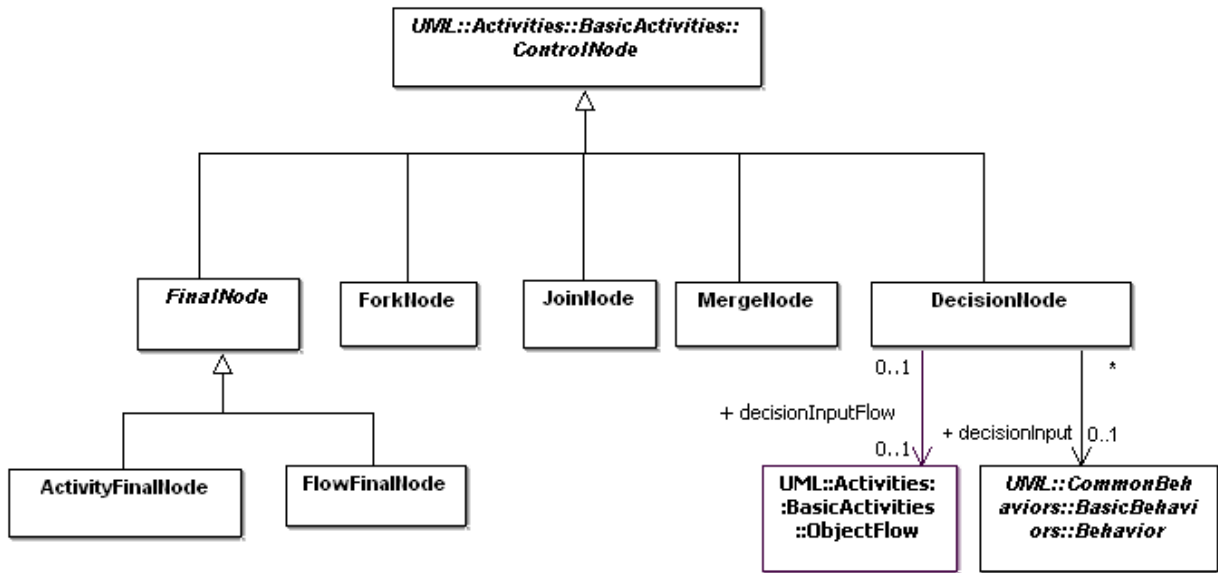 UML::Activities::BasicActivities::
ControlNode
FinalNode
ForkNode
JoinNode
MergeNode
DecisionNode
0..1
*
+ decisionInputFlow
+ decisionInput
0..1
0..1
ActivityFinalNode
FlowFinalNode
UML::Activities:
:BasicActivities
::ObjectFlow
UML::CommonBeh
aviors::BasicBehavi
ors::Behavior